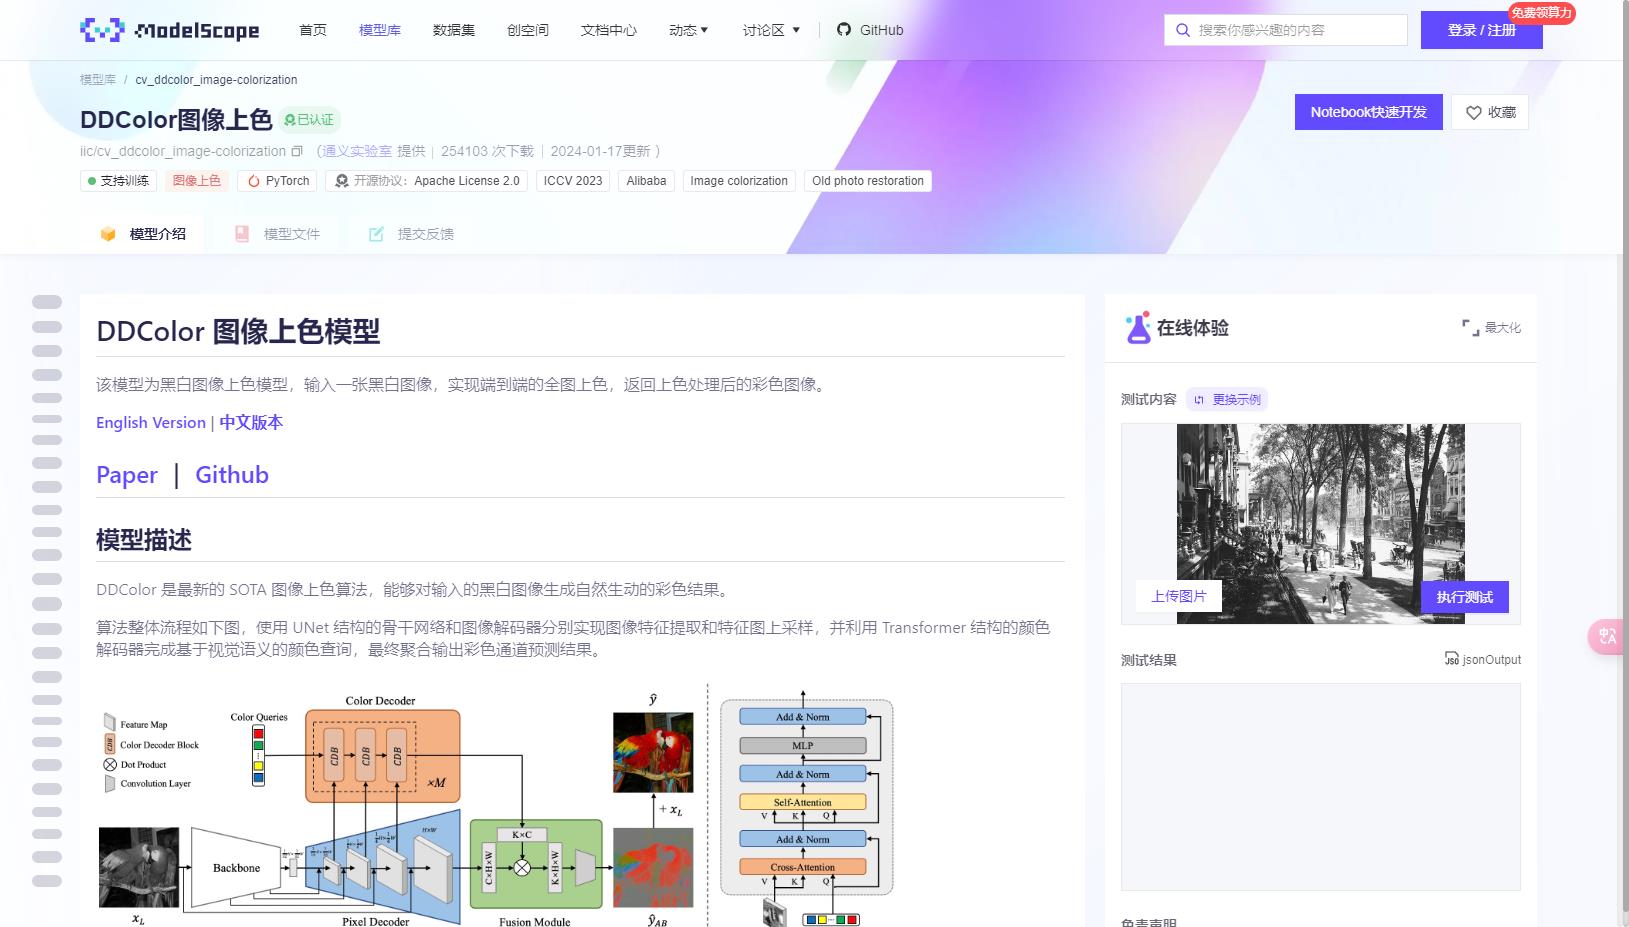 ModelScope 首页 模型库 数据集 创空间 文档中心 动态 讨论区 GitHub 搜索你感兴趣的内容 登录 / 注册 免费领算力
模型库 / cv_ddcolor_image-colorization
DDColor图像上色 已认证 Notebook快速开发 收藏
iic/cv_ddcolor_image-colorization (通义实验室 提供 | 254103 次下载 | 2024-01-17更新 )
支持训练 图像上色 PyTorch 开源协议: Apache License 2.0 ICCV 2023 Alibaba Image colorization Old photo restoration
模型介绍 模型文件 提交反馈
DDColor 图像上色模型
该模型为黑白图像上色模型，输入一张黑白图像，实现端到端的全图上色，返回上色处理后的彩色图像。
English Version | 中文版本
Paper | Github
模型描述
DDColor 是最新的 SOTA 图像上色算法，能够对输入的黑白图像生成自然生动的彩色结果。
算法整体流程如下图，使用 UNet 结构的骨干网络和图像解码器分别实现图像特征提取和特征图上采样，并利用 Transformer 结构的颜色
解码器完成基于视觉语义的颜色查询，最终聚合输出彩色通道预测结果。
Feature Map
CDB Color Decoder Block
Dot Product
Convolution Layer
Color Queries
Color Decoder
CDB CDB CDB
×M
x_L
Backbone
H×W
Pixel Decoder
K×C
C×H×W
K×H×W
Fusion Module
ŷ
+ x_L
ŷ_AB
Add & Norm
MLP
Add & Norm
Self-Attention
V K Q
Add & Norm
Cross-Attention
V K Q
在线体验 最大化
测试内容 更换示例
上传图片 执行测试
测试结果 JSO jsonOutput
免责声明
中A